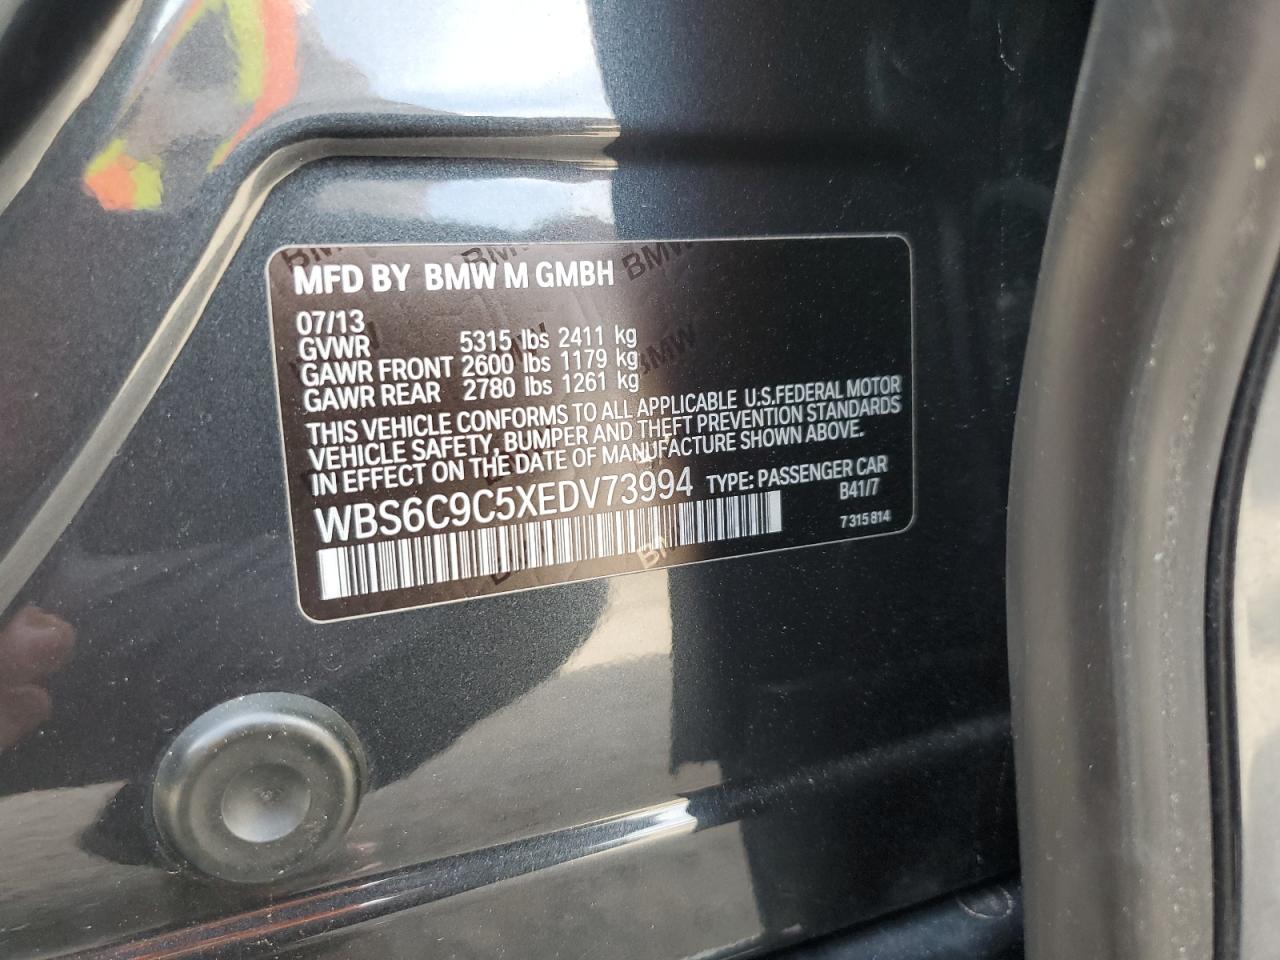 MFD BY BMW M GMBH
07/13
GVWR 5315 lbs 2411 kg
GAWR FRONT 2600 lbs 1179 kg
GAWR REAR 2780 lbs 1261 kg
THIS VEHICLE CONFORMS TO ALL APPLICABLE U.S.FEDERAL MOTOR
VEHICLE SAFETY, BUMPER AND THEFT PREVENTION STANDARDS
IN EFFECT ON THE DATE OF MANUFACTURE SHOWN ABOVE.
WBS6C9C5XEDV73994 TYPE: PASSENGER CAR
B41/7
7 315 814